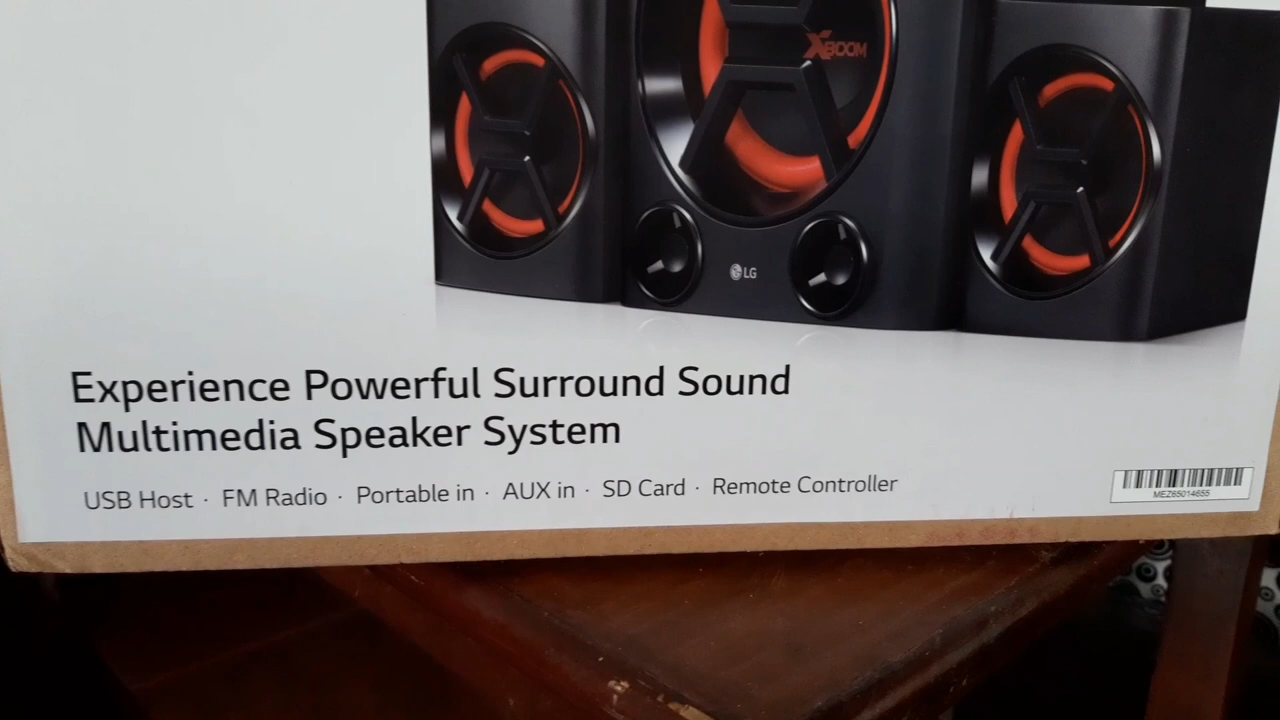 XBOOM
LG
Experience Powerful Surround Sound
Multimedia Speaker System
USB Host · FM Radio · Portable in · AUX in · SD Card · Remote Controller
MEZ65014655